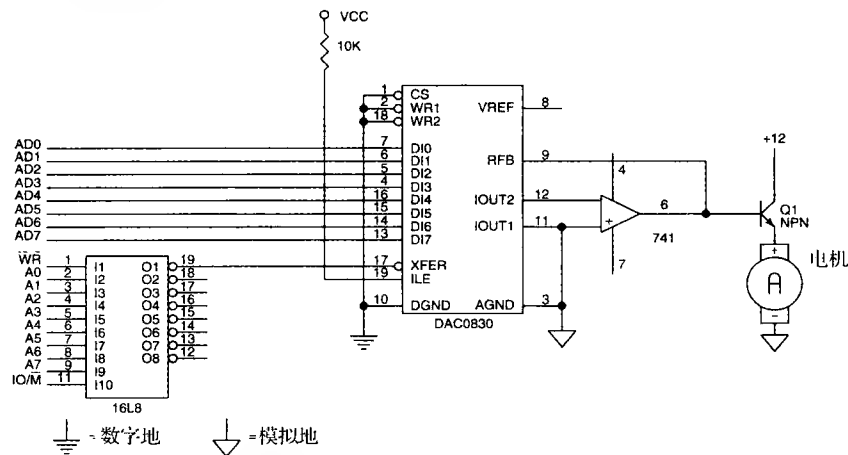 VCC
10K
1 CS
2 WR1 VREF 8
18 WR2
AD0 7 DI0 RFB 9 +12
AD1 6 DI1 4
AD2 5 DI2
AD3 4 DI3 IOUT2 12
AD4 16 DI4 6 Q1
AD5 15 DI5 IOUT1 11 NPN
AD6 14 DI6 741
AD7 13 DI7 7
W̅R̅ 1 I1 O1 19 17 XFER + 电机
A0 2 I2 O2 18 19 ILE A
A1 3 I3 O3 17
A2 4 I4 O4 16 10 DGND AGND 3 -
A3 5 I5 O5 15 DAC0830
A4 6 I6 O6 14
A5 7 I7 O7 13
A6 8 I8 O8 12
A7 9 I9
IO/M̅ 11 I10
16L8
=数字地 =模拟地